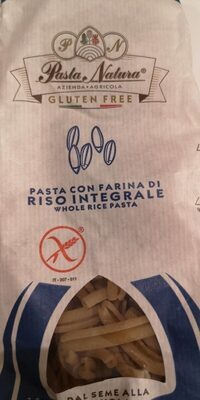 P N
Pasta Natura®
AZIENDA • AGRICOLA
GLUTEN FREE
PASTA CON FARINA DI
RISO INTEGRALE
WHOLE RICE PASTA
DAL SEME ALLA